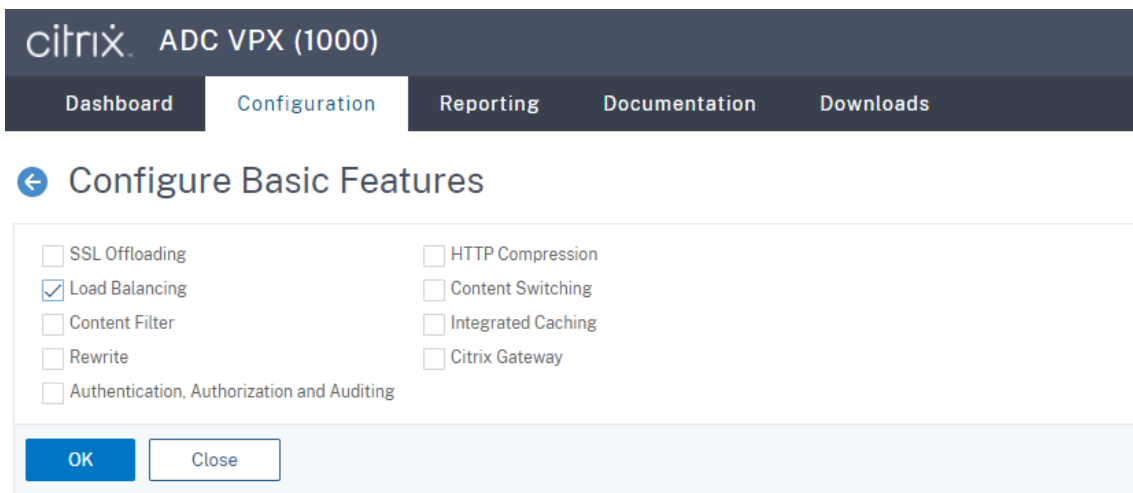 citrix. ADC VPX (1000)
Dashboard Configuration Reporting Documentation Downloads
Configure Basic Features
SSL Offloading HTTP Compression
Load Balancing Content Switching
Content Filter Integrated Caching
Rewrite Citrix Gateway
Authentication, Authorization and Auditing
OK Close